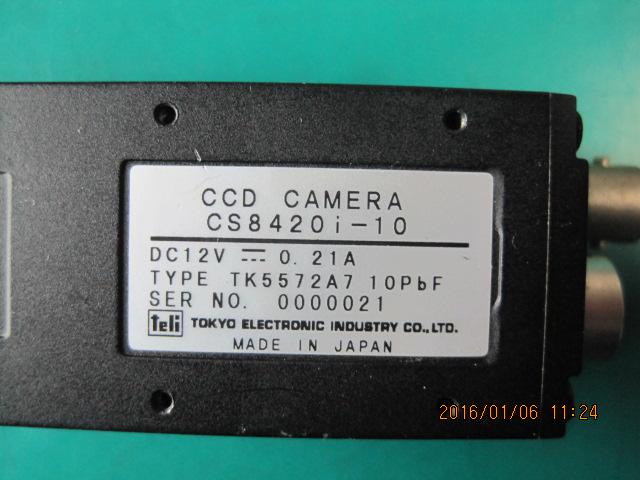 CCD CAMERA
CS8420i-10
DC12V ⎓ 0.21A
TYPE TK5572A7 10PbF
SER NO. 0000021
teli TOKYO ELECTRONIC INDUSTRY CO., LTD.
MADE IN JAPAN
2016/01/06 11:24